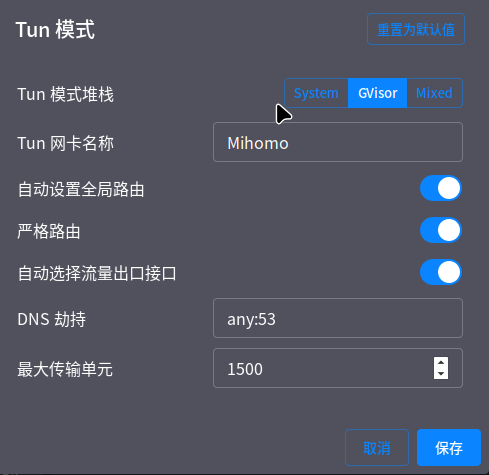 Tun 模式
重置为默认值
Tun 模式堆栈
System GVisor Mixed
Tun 网卡名称
Mihomo
自动设置全局路由
严格路由
自动选择流量出口接口
DNS 劫持
any:53
最大传输单元
1500
取消
保存